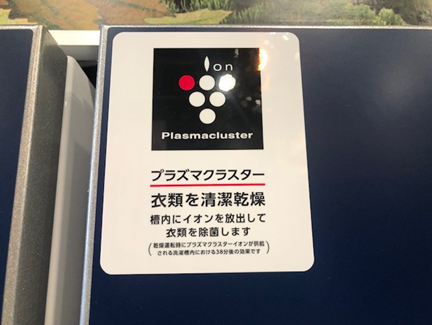 Ion
Plasmacluster
プラズマクラスター
衣類を清潔乾燥
槽内にイオンを放出して
衣類を除菌します
(乾燥運転時にプラズマクラスターイオンが供給
される洗濯槽内における38分後の効果です)